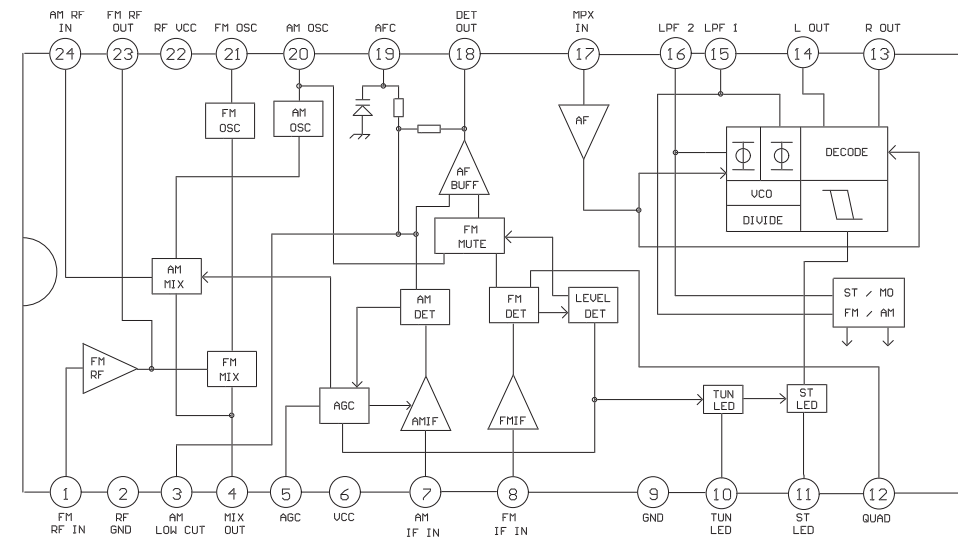 AM RF FM RF DET MPX
IN OUT RF VCC FM OSC AM OSC AFC OUT IN LPF 2 LPF 1 L OUT R OUT
24 23 22 21 20 19 18 17 16 15 14 13
FM
OSC
AM
OSC
AF
DECODE
AF
BUFF
VCO
DIVIDE
FM
MUTE
AM
MIX
AM
DET
FM
DET
LEVEL
DET
ST / MO
FM / AM
FM
RF
FM
MIX
AGC
AMIF
FMIF
TUN
LED
ST
LED
1 2 3 4 5 6 7 8 9 10 11 12
FM RF AM MIX AGC VCC AM FM GND TUN ST QUAD
RF IN GND LOW CUT OUT IF IN IF IN LED LED